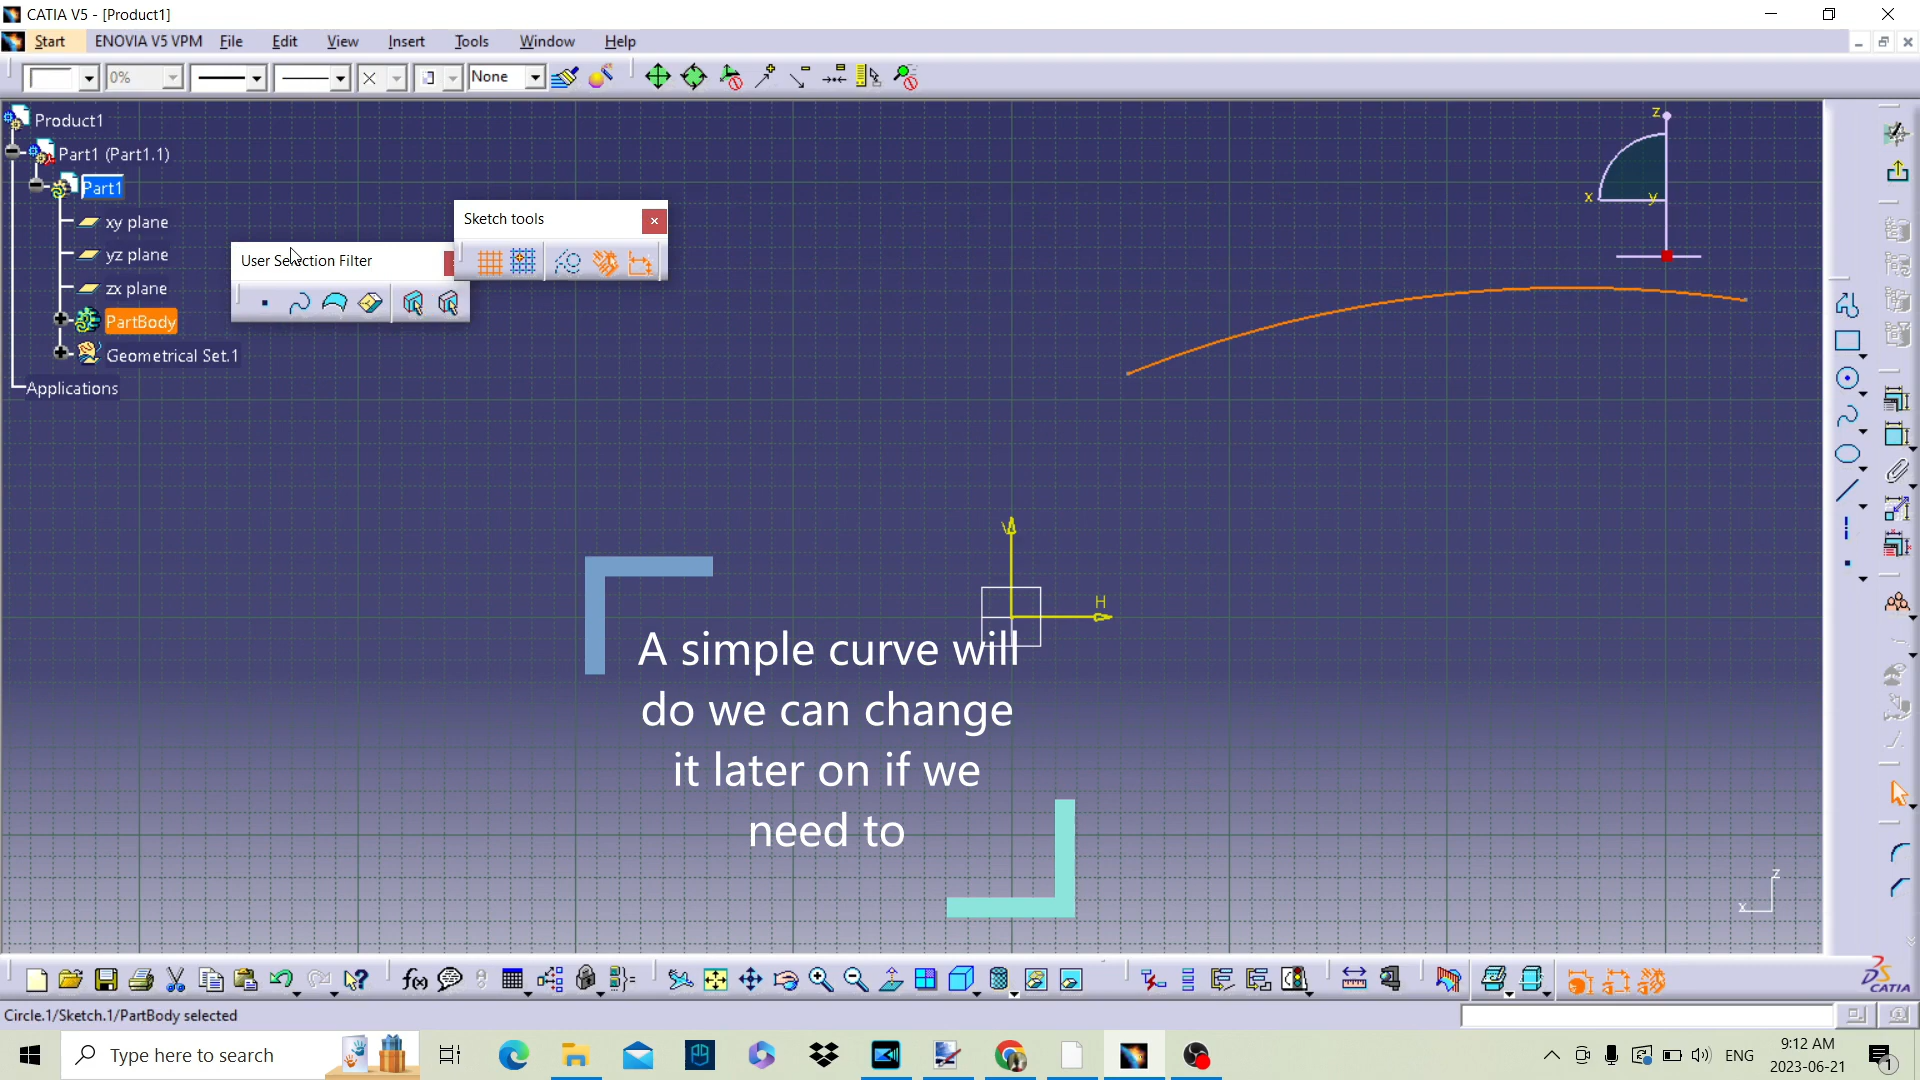 CATIA V5 - [Product1]
Start ENOVIA V5 VPM File Edit View Insert Tools Window Help
0% None
Product1
Part1 (Part1.1)
Part1
xy plane
yz plane
zx plane
PartBody
Geometrical Set.1
Applications
User Selection Filter
Sketch tools
z
x y
V
H
A simple curve will
do we can change
it later on if we
need to
z
x
f(x)
CATIA
Circle.1/Sketch.1/PartBody selected
Type here to search
ENG
9:12 AM
2023-06-21
1